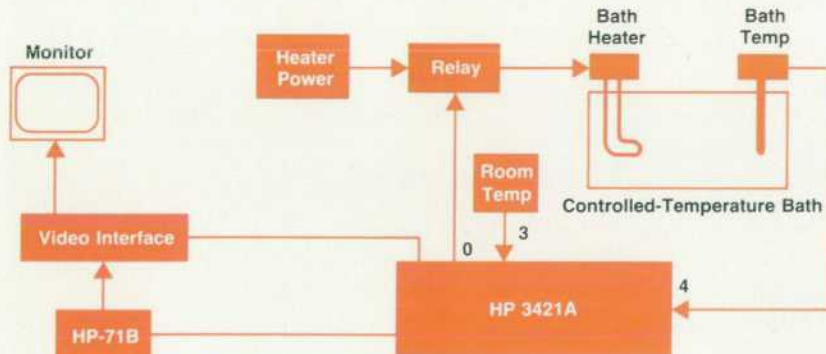 Monitor
Heater
Power
Relay
Bath
Heater
Bath
Temp
Room
Temp
Controlled-Temperature Bath
Video Interface
0
3
HP 3421A
4
HP-71B